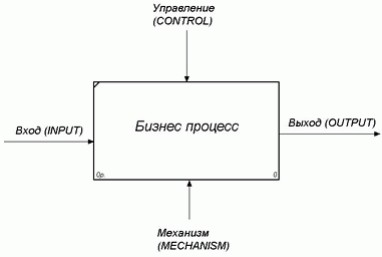 Управление
(CONTROL)
Бизнес процесс
Вход (INPUT)
Выход (OUTPUT)
0р.
0
Механизм
(MECHANISM)